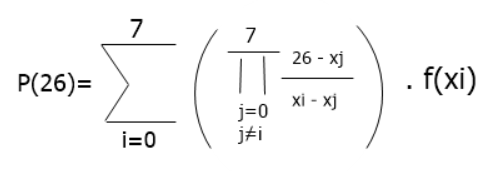 7
7
P(26)= ∑ ( ∏ 26 - xj / xi - xj ) . f(xi)
j=0
j≠i
i=0